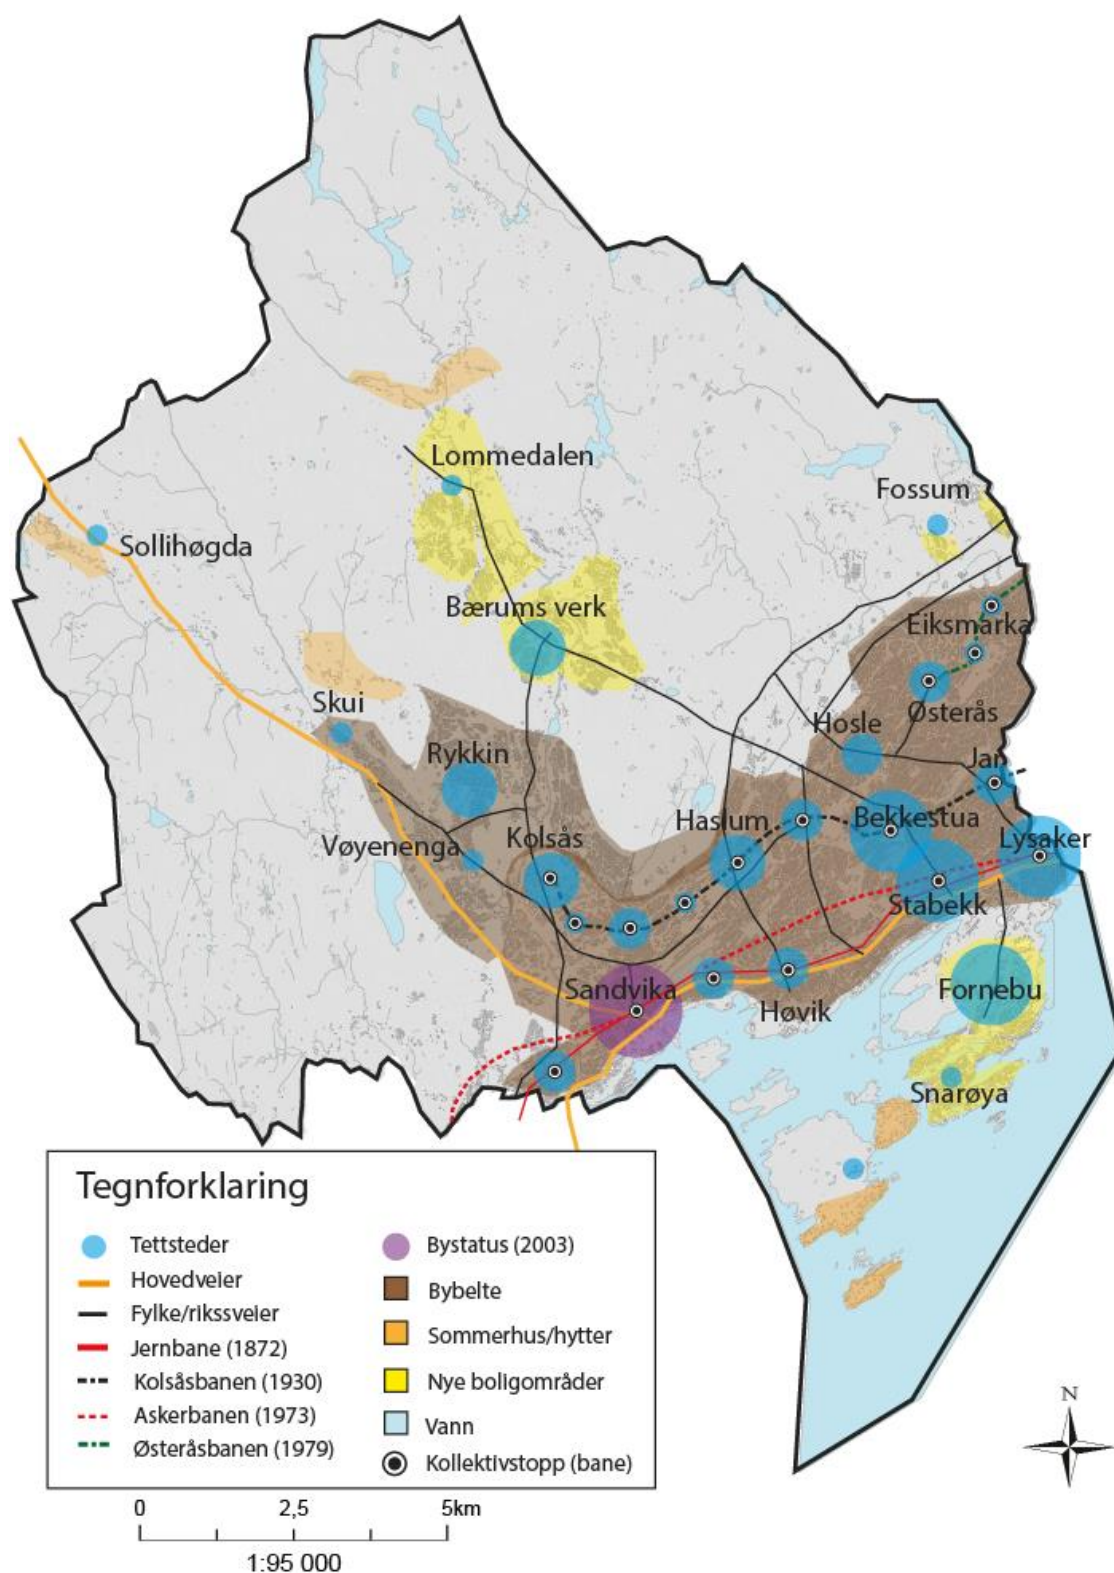 Lommedalen
Fossum
Sollihøgda
Bærums verk
Eiksmarka
Skui
Østerås
Hosle
Rykkin
Jar
Haslum
Bekkestua
Kolsås
Vøyenenga
Lysaker
Stabekk
Sandvika
Fornebu
Høvik
Snarøya
Tegnforklaring
Tettsteder
Hovedveier
Fylke/rikssveier
Jernbane (1872)
Kolsåsbanen (1930)
Askerbanen (1973)
Østeråsbanen (1979)
Bystatus (2003)
Bybelte
Sommerhus/hytter
Nye boligområder
Vann
Kollektivstopp (bane)
N
0 2,5 5km
1:95 000